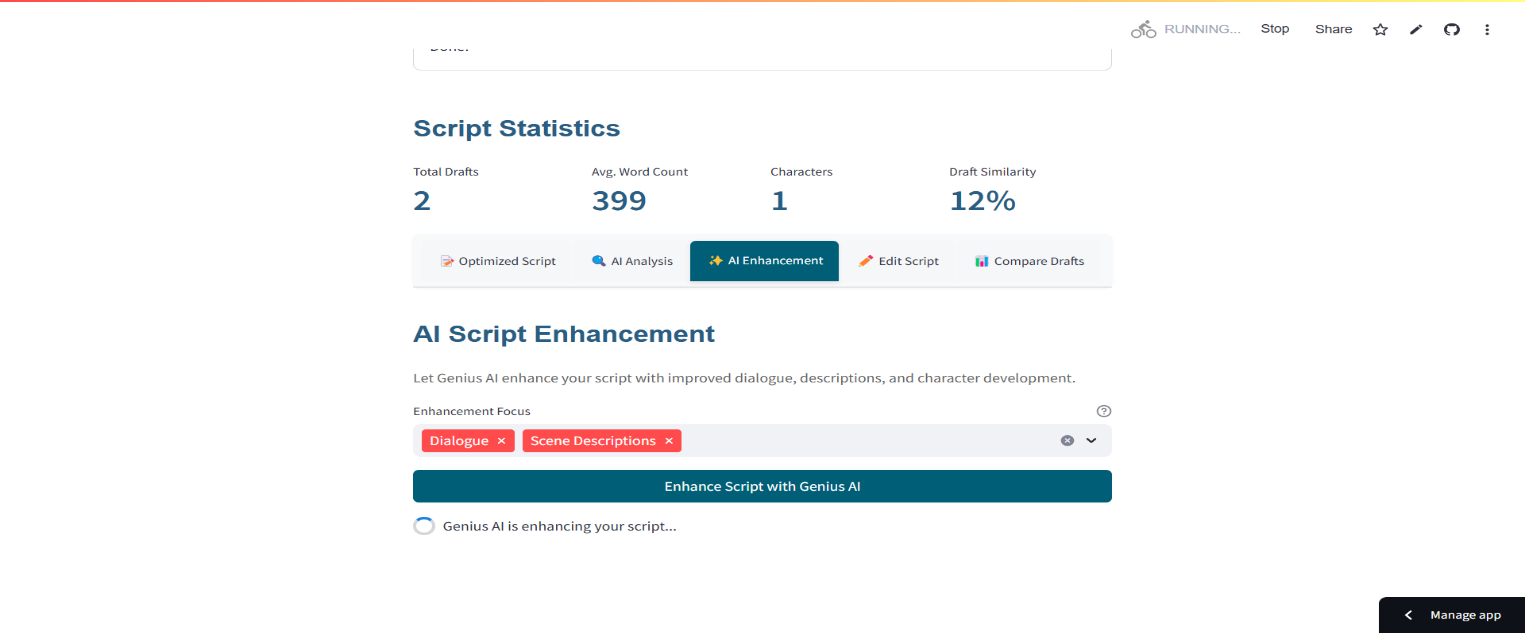 RUNNING... Stop Share
Done!
Script Statistics
Total Drafts Avg. Word Count Characters Draft Similarity
2 399 1 12%
Optimized Script AI Analysis AI Enhancement Edit Script Compare Drafts
AI Script Enhancement
Let Genius AI enhance your script with improved dialogue, descriptions, and character development.
Enhancement Focus
Dialogue Scene Descriptions
Enhance Script with Genius AI
Genius AI is enhancing your script...
Manage app